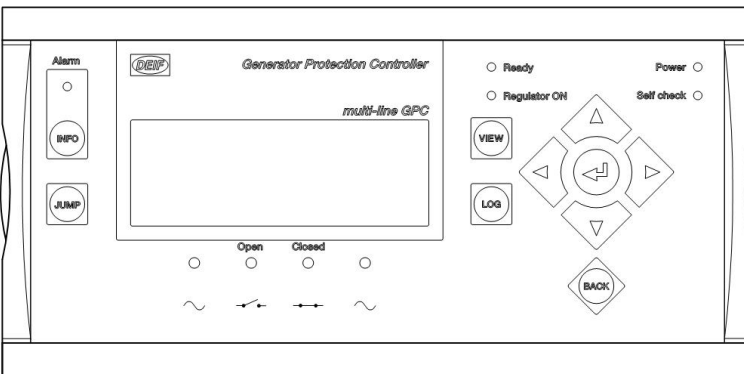 Alarm
DEIF
Generator Protection Controller
multi-line GPC
INFO
JUMP
Ready
Power
Regulator ON
Self check
VIEW
LOG
BACK
Open
Closed